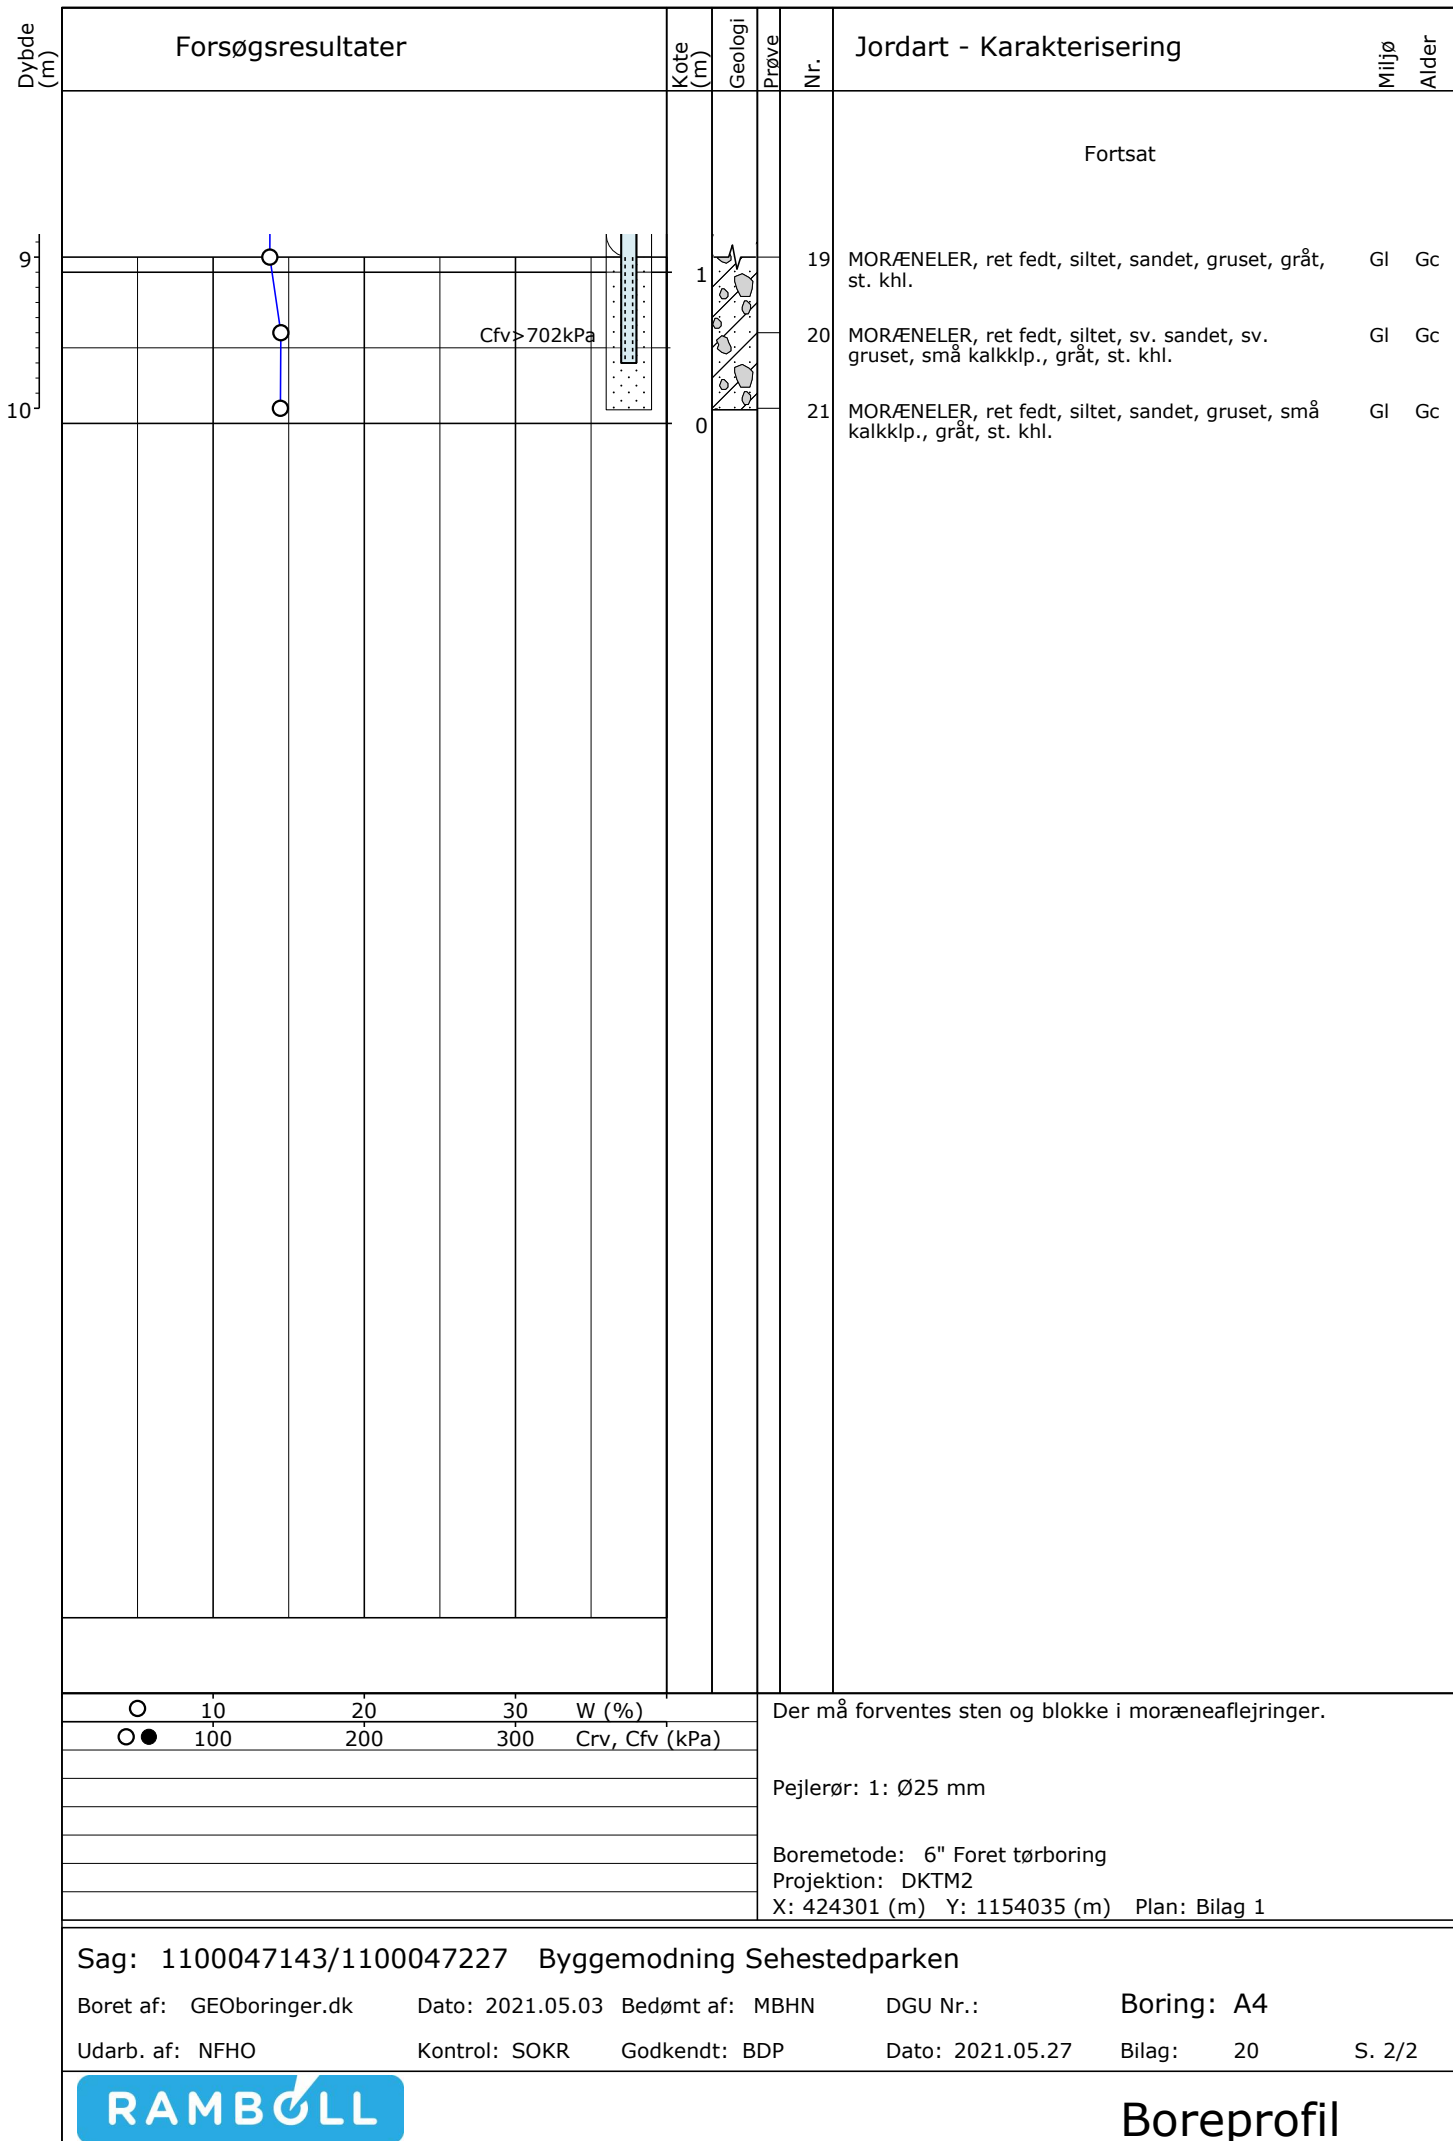 Dybde (m)
Forsøgsresultater
Kote (m)
Geologi
Prøve
Nr.
Jordart - Karakterisering
Miljø
Alder
Fortsat
9
1
19 MORÆNELER, ret fedt, siltet, sandet, gruset, gråt, Gl Gc
st. khl.
Cfv>702kPa
20 MORÆNELER, ret fedt, siltet, sv. sandet, sv. Gl Gc
gruset, små kalkklp., gråt, st. khl.
10
0
21 MORÆNELER, ret fedt, siltet, sandet, gruset, små Gl Gc
kalkklp., gråt, st. khl.
10 20 30 W (%)
100 200 300 Crv, Cfv (kPa)
Der må forventes sten og blokke i moræneaflejringer.
Pejlerør: 1: Ø25 mm
Boremetode: 6" Foret tørboring
Projektion: DKTM2
X: 424301 (m) Y: 1154035 (m) Plan: Bilag 1
Sag: 1100047143/1100047227 Byggemodning Sehestedparken
Boret af: GEOboringer.dk Dato: 2021.05.03 Bedømt af: MBHN DGU Nr.: Boring: A4
Udarb. af: NFHO Kontrol: SOKR Godkendt: BDP Dato: 2021.05.27 Bilag: 20 S. 2/2
RAMBOLL
Boreprofil